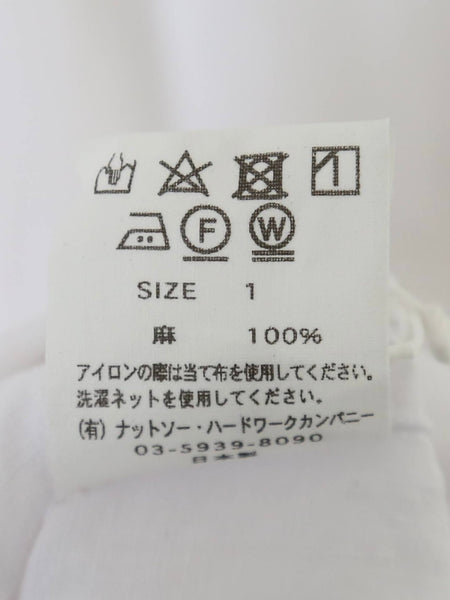 F W
SIZE 1
麻 100%
アイロンの際は当て布を使用してください。
洗濯ネットを使用してください。
(有) ナットソー・ハードワークカンパニー
03-5939-8090
日本製